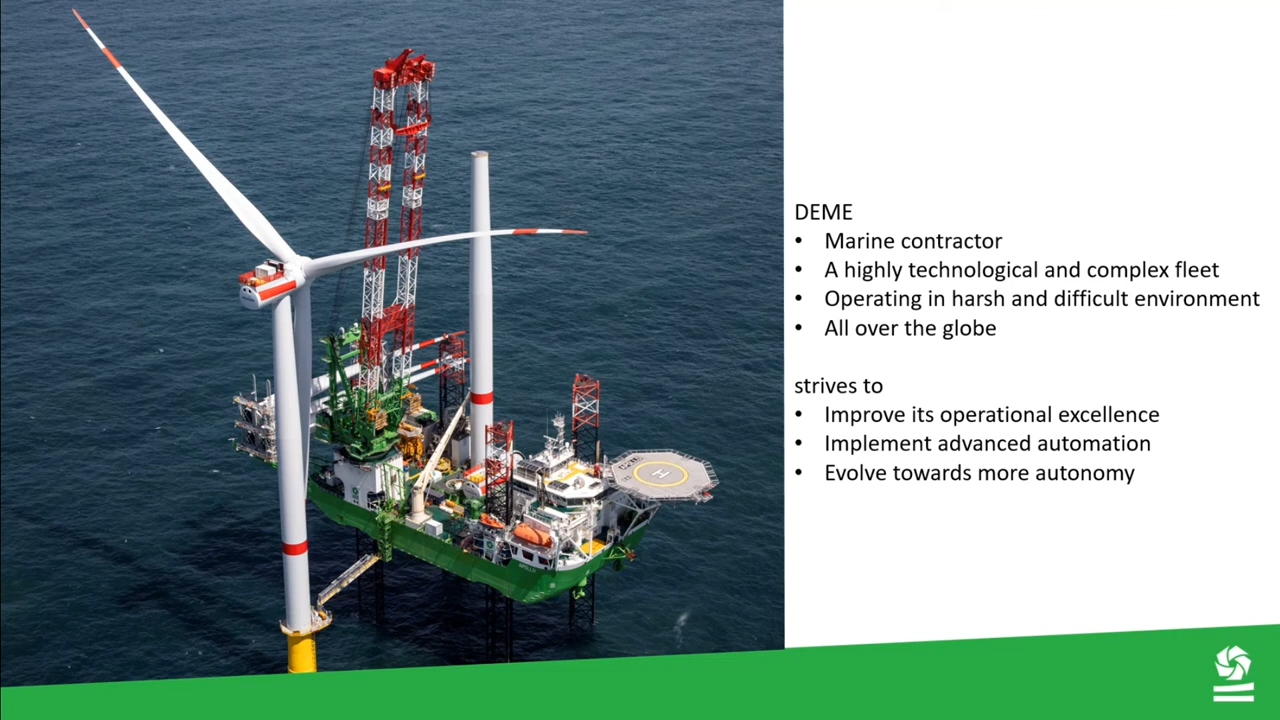 DEME
• Marine contractor
• A highly technological and complex fleet
• Operating in harsh and difficult environment
• All over the globe
strives to
• Improve its operational excellence
• Implement advanced automation
• Evolve towards more autonomy
H
APOLLO